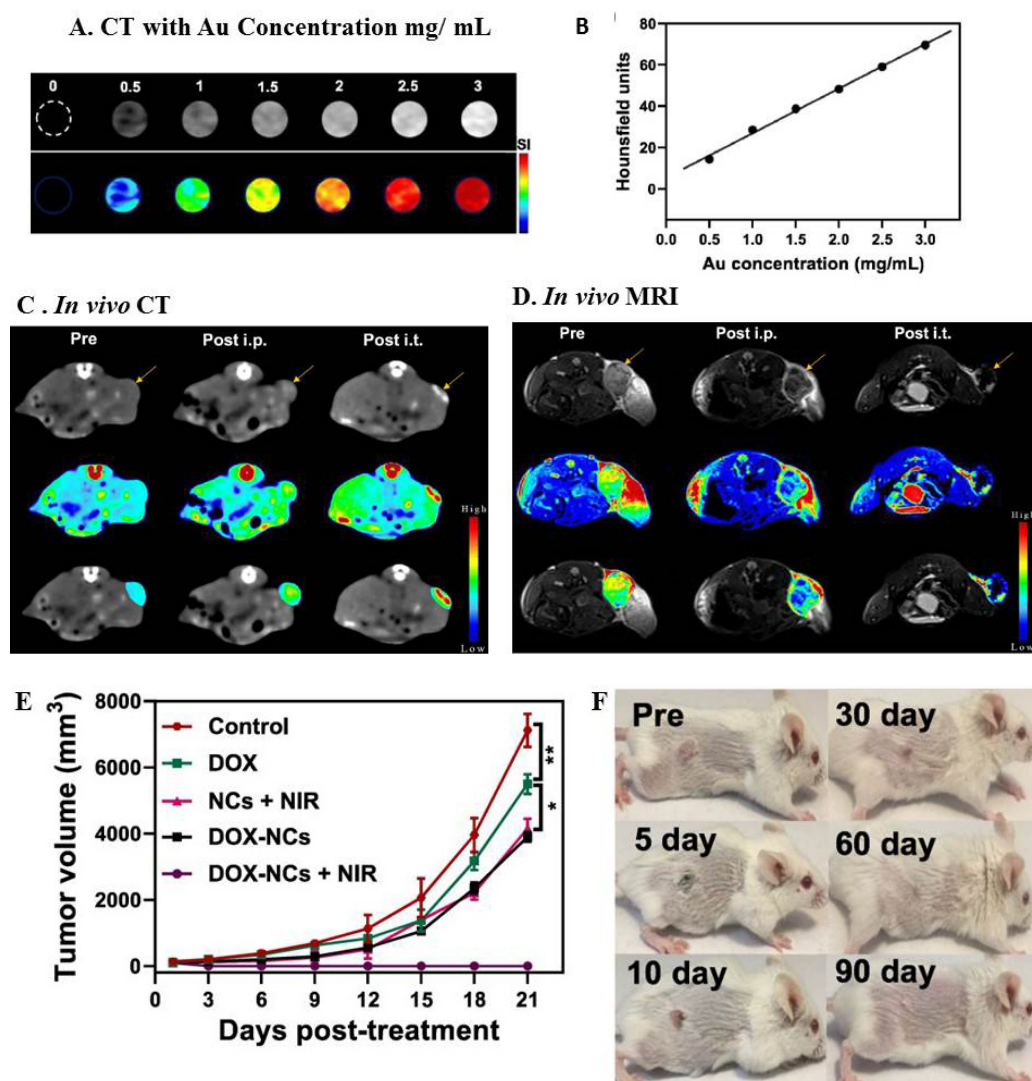 A. CT with Au Concentration mg/ mL
0 0.5 1 1.5 2 2.5 3
SI
B
Hounsfield units
80
60
40
20
0
0.0 0.5 1.0 1.5 2.0 2.5 3.0
Au concentration (mg/mL)
C . In vivo CT
Pre Post i.p. Post i.t.
High
Low
D. In vivo MRI
Pre Post i.p. Post i.t.
High
Low
E
Tumor volume (mm³)
8000
6000
4000
2000
0
Control
DOX
NCs + NIR
DOX-NCs
DOX-NCs + NIR
**
*
0 3 6 9 12 15 18 21
Days post-treatment
F
Pre
30 day
5 day
60 day
10 day
90 day